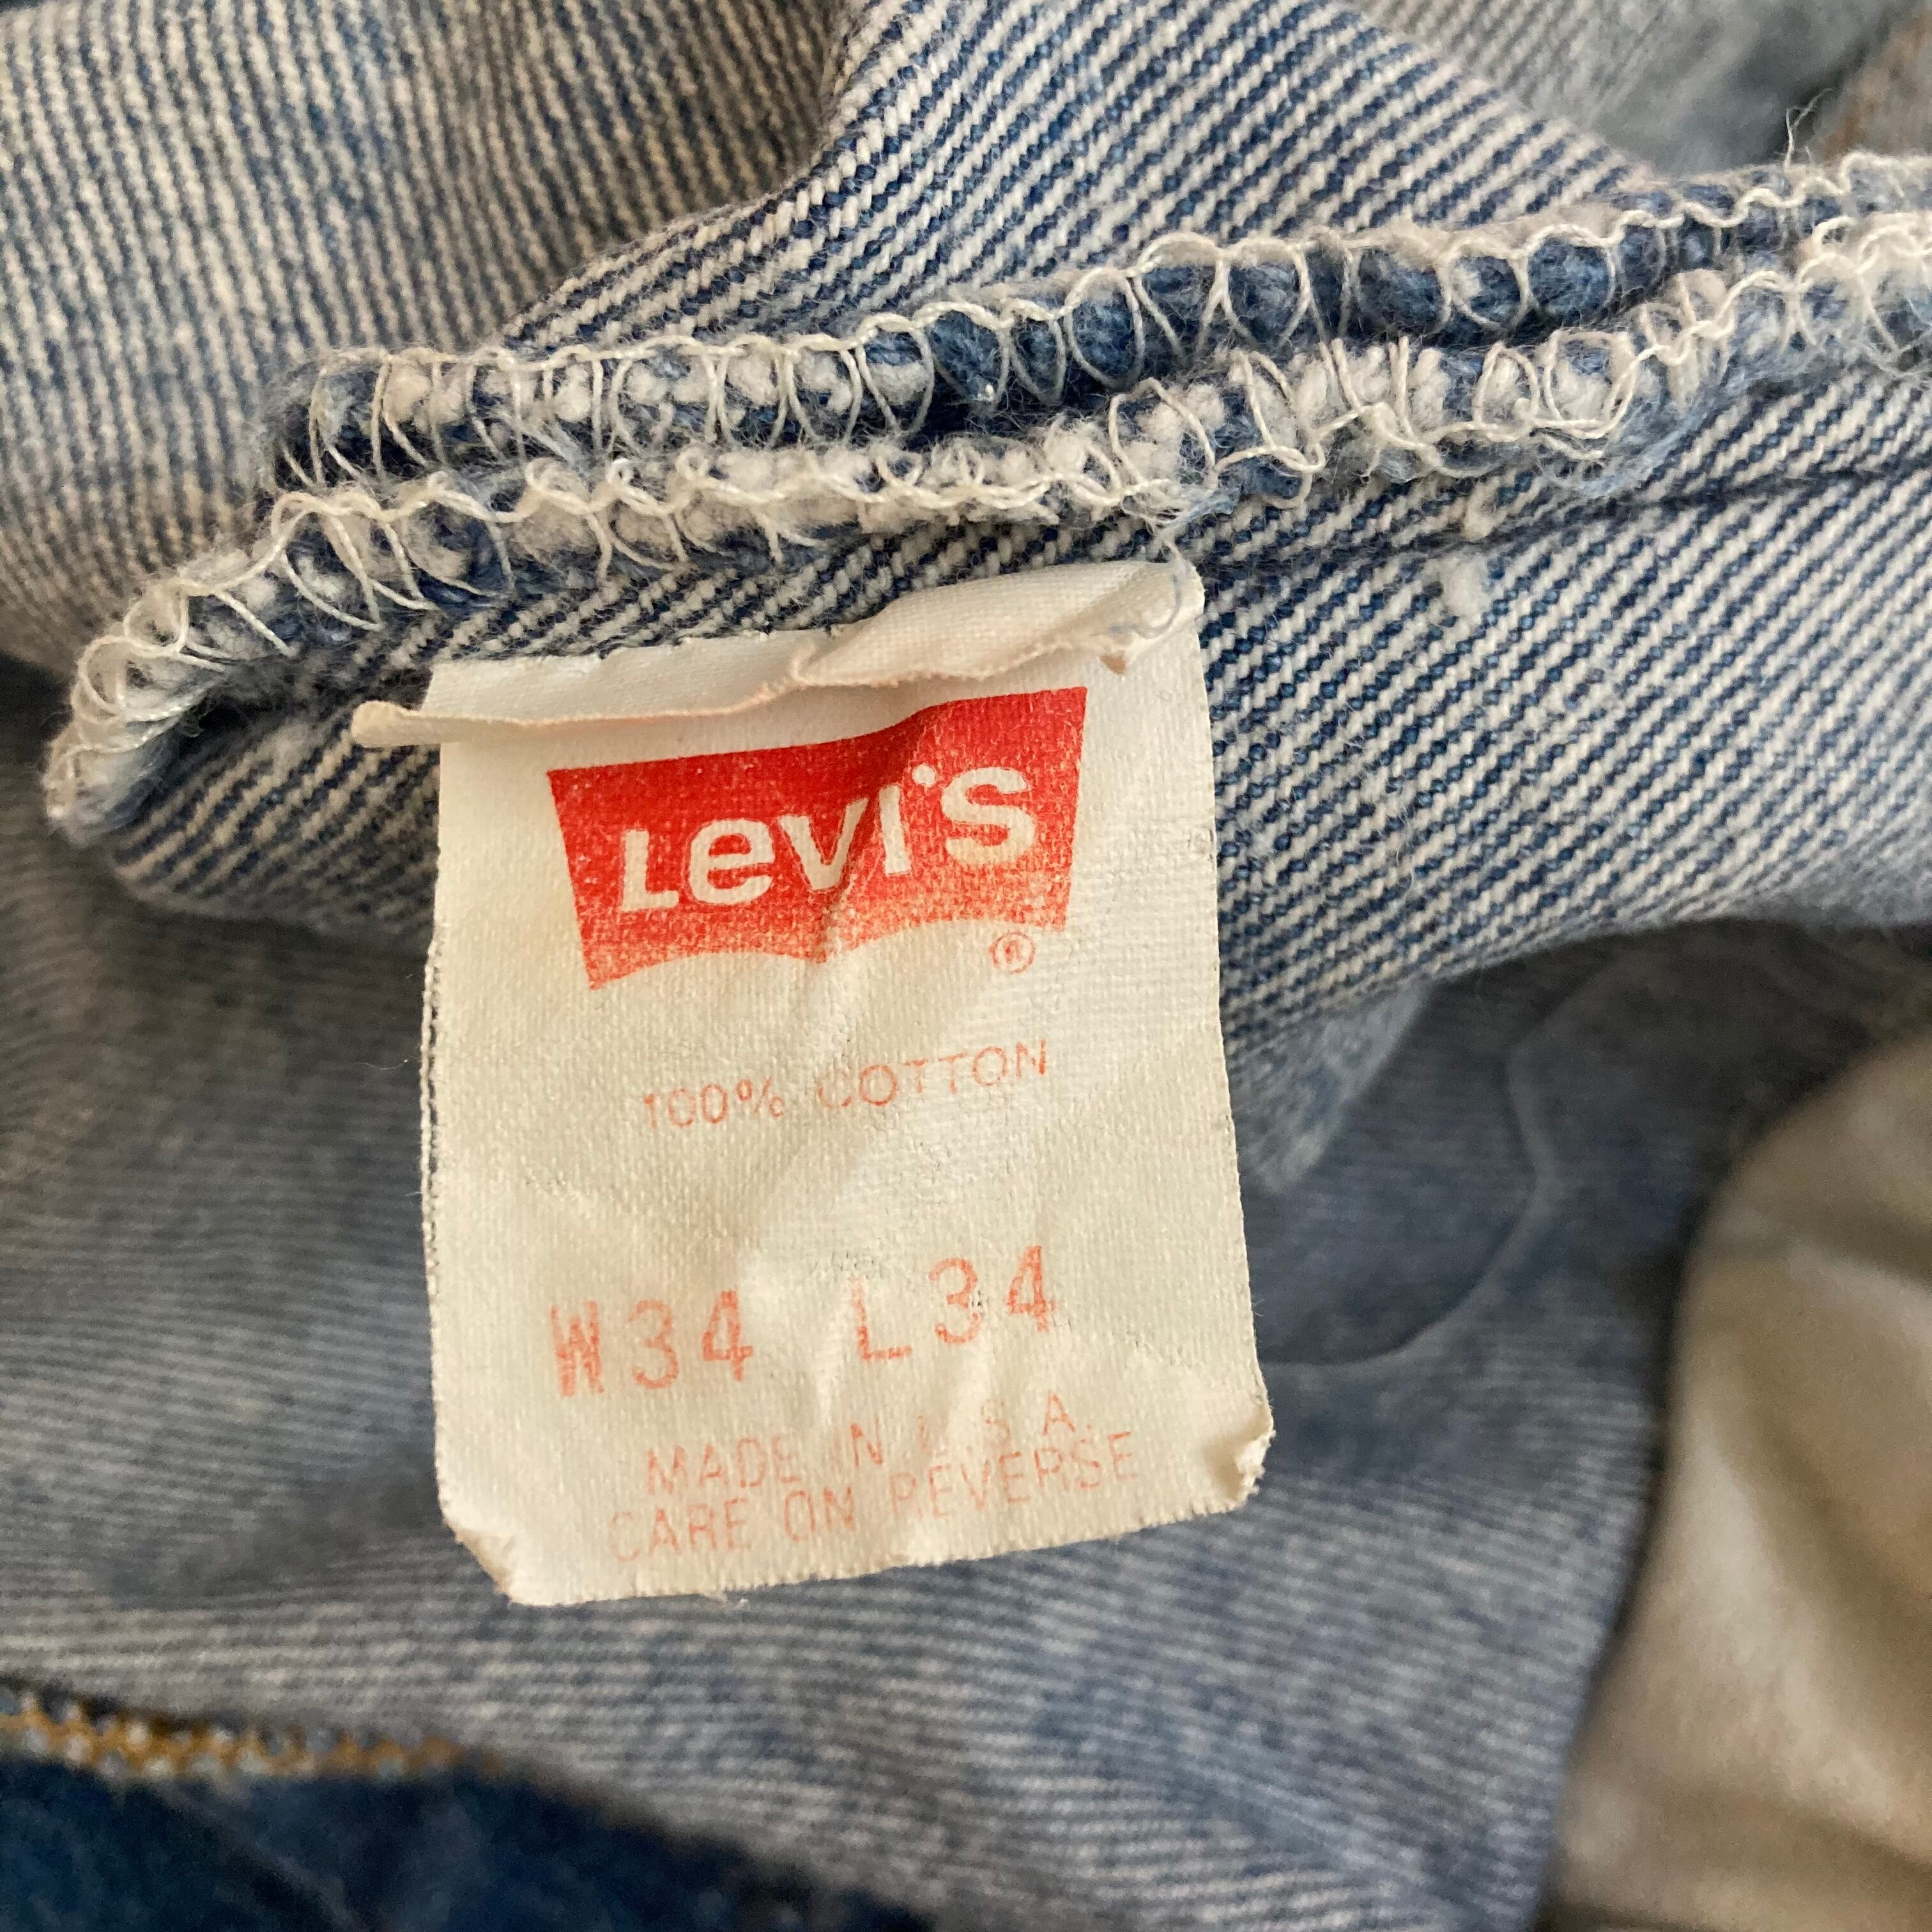 Levi's
®
100% COTTON
W34 L34
MADE IN U.S.A.
CARE ON REVERSE